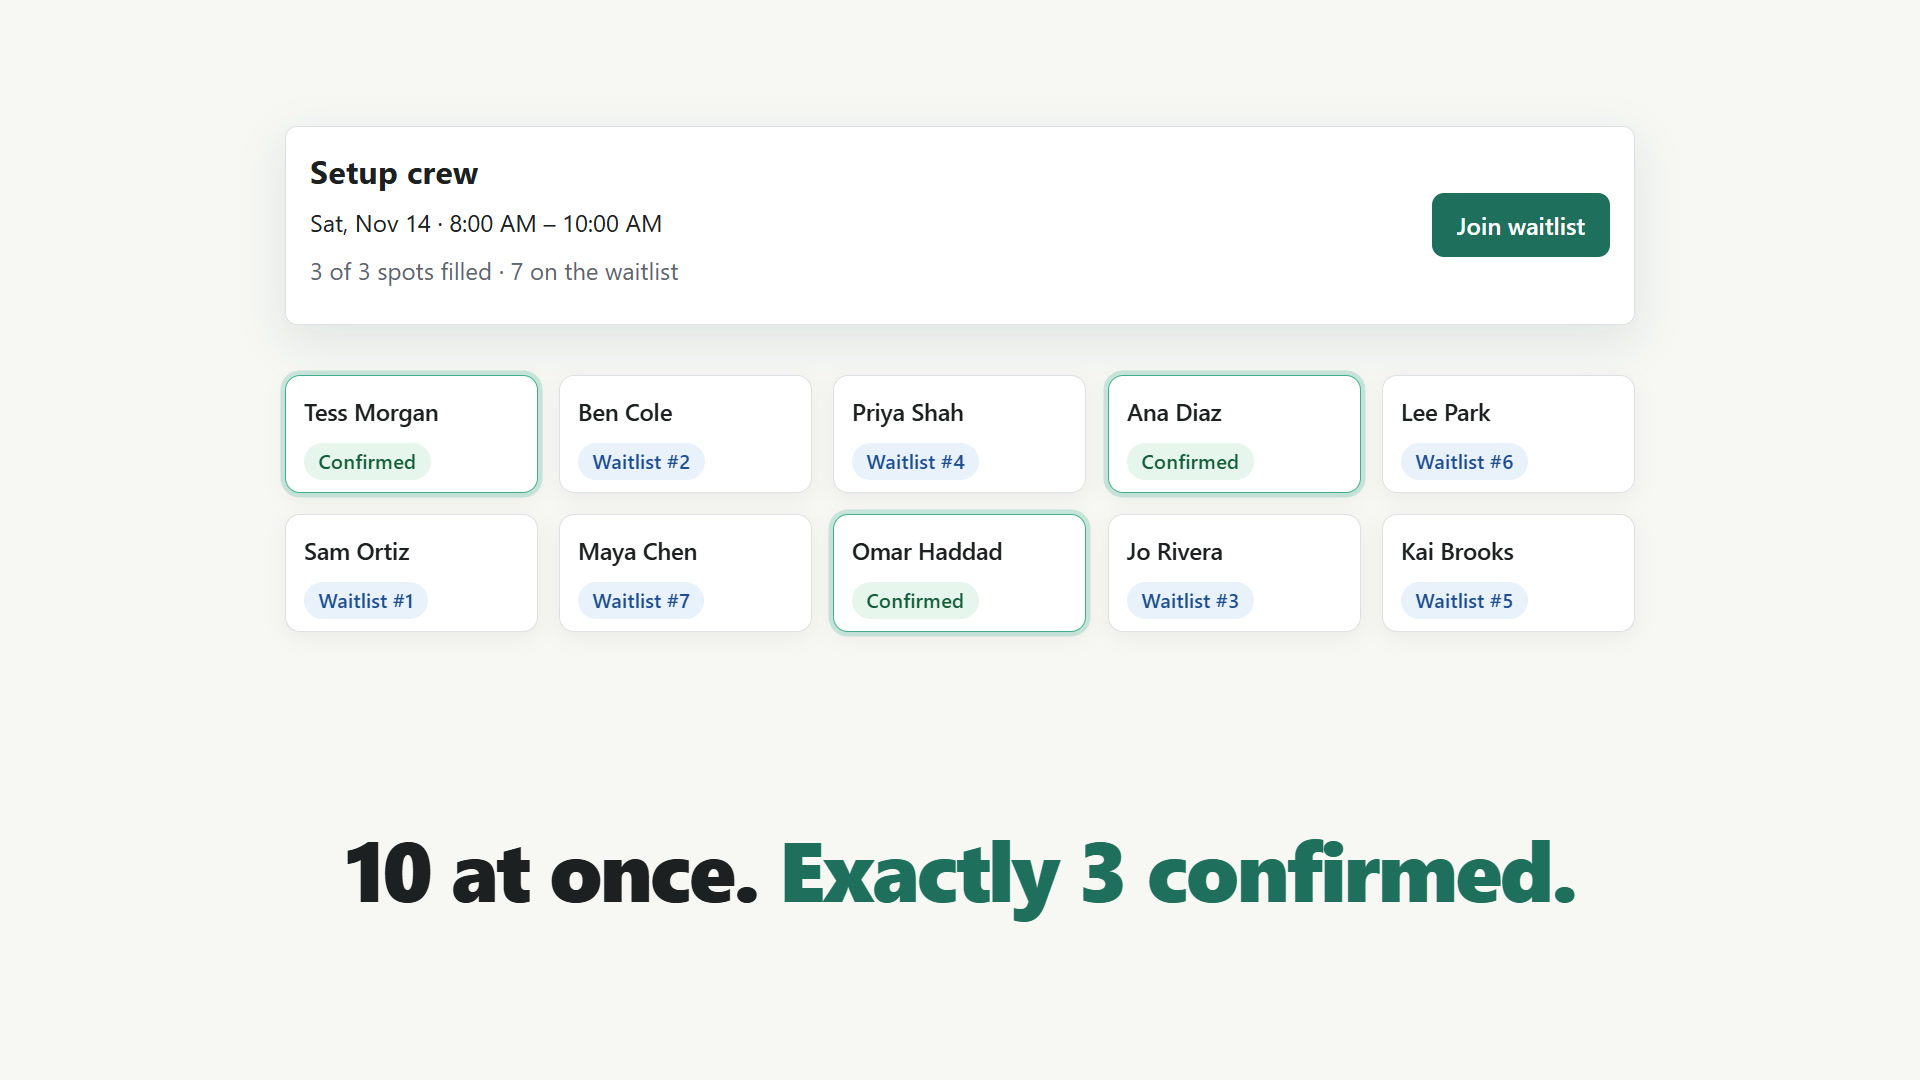 Setup crew
Sat, Nov 14 · 8:00 AM – 10:00 AM
3 of 3 spots filled · 7 on the waitlist
Join waitlist
Tess Morgan
Confirmed
Ben Cole
Waitlist #2
Priya Shah
Waitlist #4
Ana Diaz
Confirmed
Lee Park
Waitlist #6
Sam Ortiz
Waitlist #1
Maya Chen
Waitlist #7
Omar Haddad
Confirmed
Jo Rivera
Waitlist #3
Kai Brooks
Waitlist #5
10 at once. Exactly 3 confirmed.